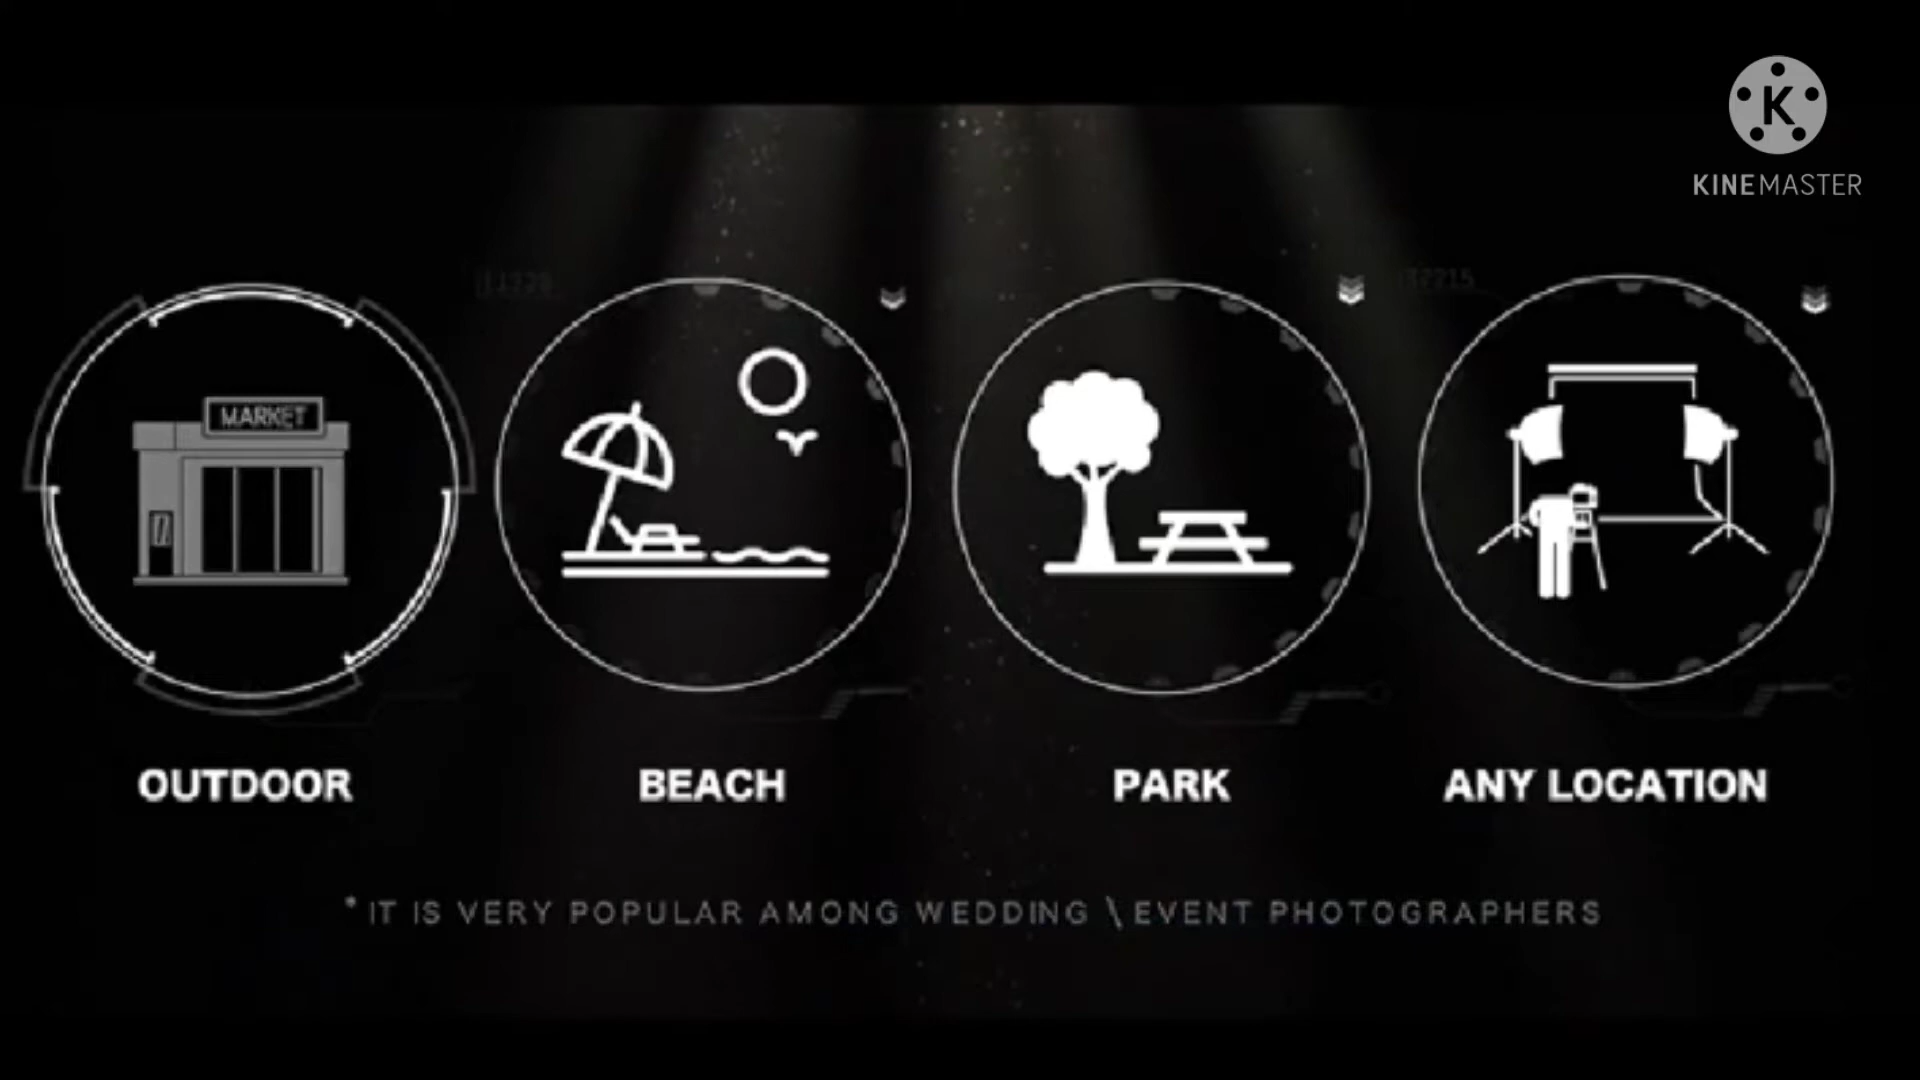 K
KINEMASTER
MARKET
OUTDOOR
BEACH
PARK
ANY LOCATION
*IT IS VERY POPULAR AMONG WEDDING \ EVENT PHOTOGRAPHERS